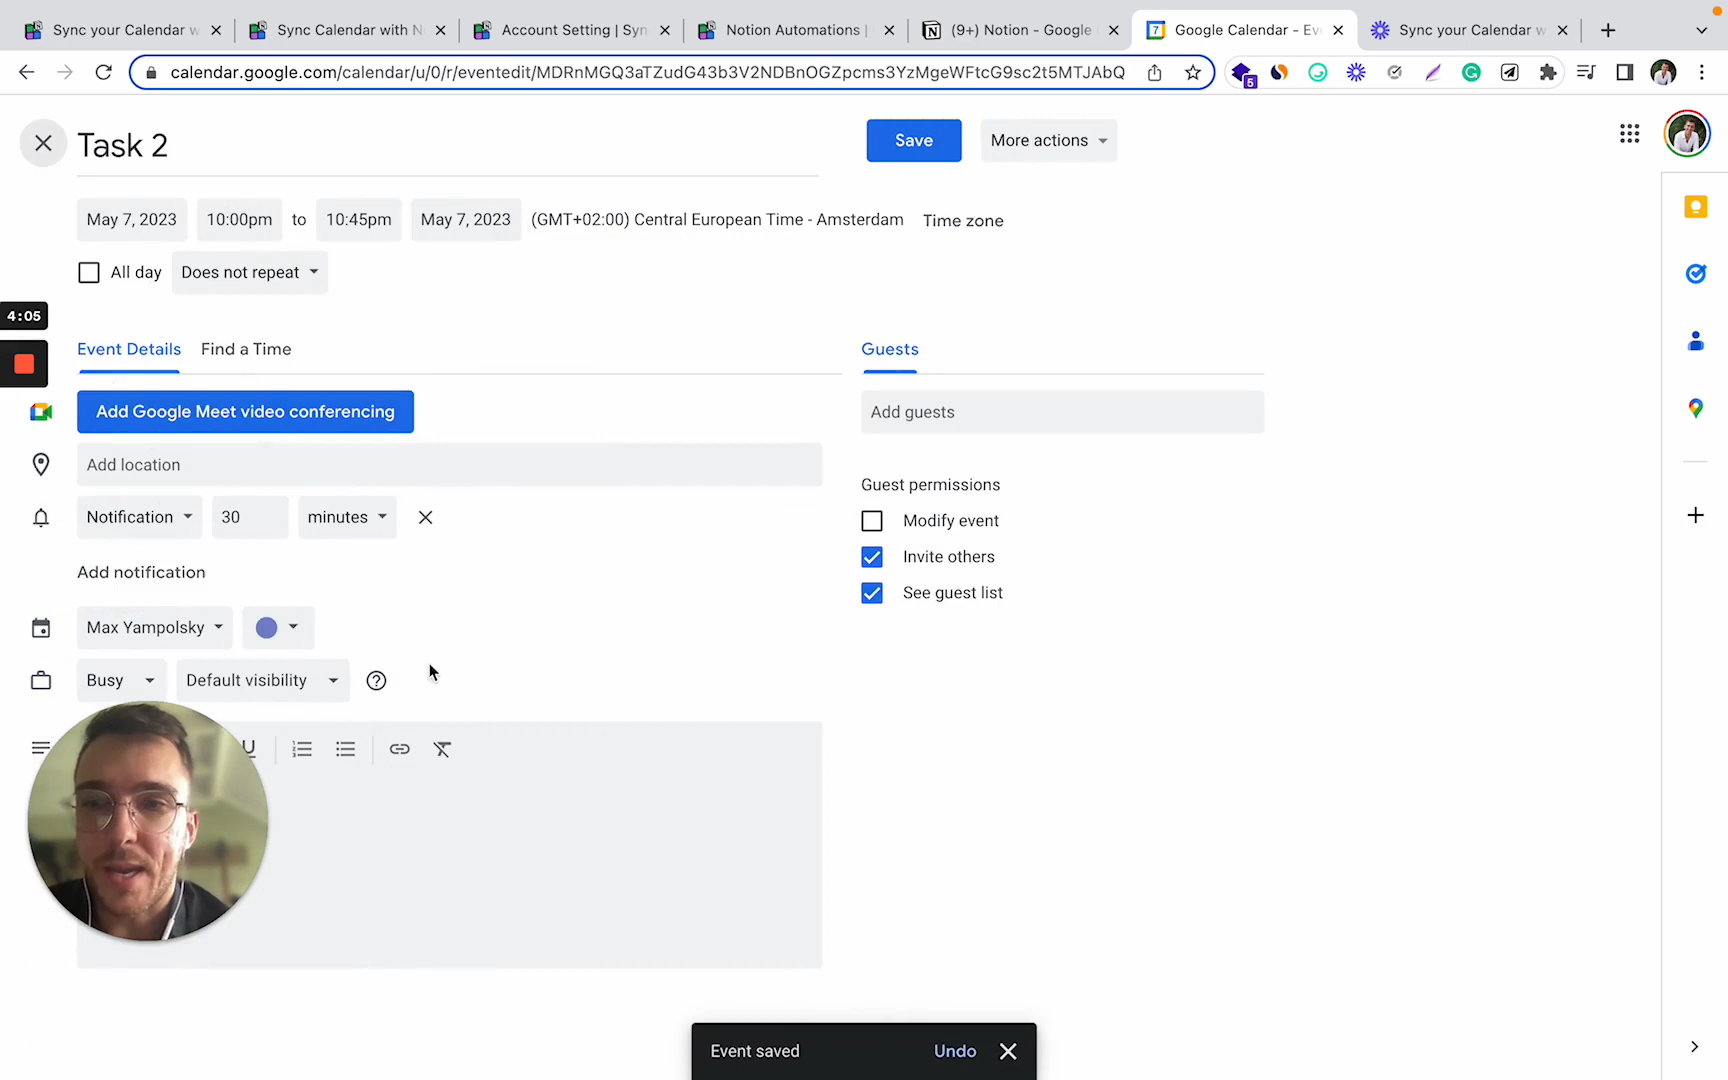 Sync your Calendar w
Sync Calendar with N
Account Setting | Syn
Notion Automations |
(9+) Notion - Google
Google Calendar - Ev
Sync your Calendar w
calendar.google.com/calendar/u/0/r/eventedit/MDRnMGQ3aTZudG43b3V2NDBnOGZpcms3YzMgeWFtcG9sc2t5MTJAbQ
5
Task 2
Save
More actions
May 7, 2023
10:00pm
to
10:45pm
May 7, 2023
(GMT+02:00) Central European Time - Amsterdam
Time zone
All day
Does not repeat
4:05
Event Details
Find a Time
Guests
Add Google Meet video conferencing
Add guests
Add location
Guest permissions
Notification
30
minutes
Modify event
Invite others
Add notification
See guest list
Max Yampolsky
Busy
Default visibility
U
Event saved
Undo